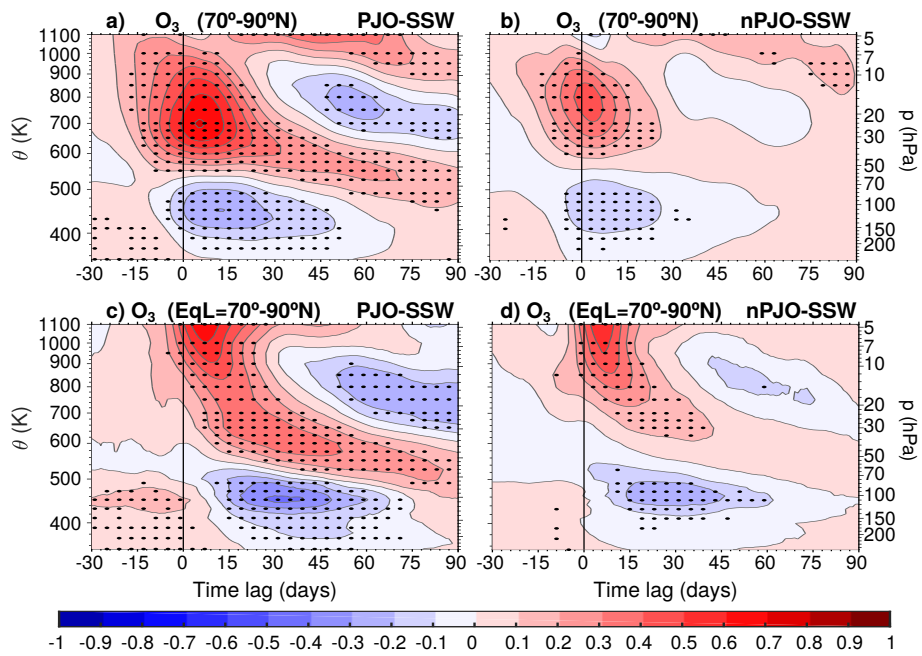 a) O₃ (70º-90ºN) PJO-SSW
b) O₃ (70º-90ºN) nPJO-SSW
1100
1000
900
800
700
600
500
400
θ (K)
5
7
10
20
30
50
70
100
150
200
p (hPa)
-30 -15 0 15 30 45 60 75 90
-30 -15 0 15 30 45 60 75 90
c) O₃ (EqL=70º-90ºN) PJO-SSW
d) O₃ (EqL=70º-90ºN) nPJO-SSW
1100
1000
900
800
700
600
500
400
θ (K)
5
7
10
20
30
50
70
100
150
200
p (hPa)
-30 -15 0 15 30 45 60 75 90
-30 -15 0 15 30 45 60 75 90
Time lag (days)
Time lag (days)
-1 -0.9 -0.8 -0.7 -0.6 -0.5 -0.4 -0.3 -0.2 -0.1 0 0.1 0.2 0.3 0.4 0.5 0.6 0.7 0.8 0.9 1